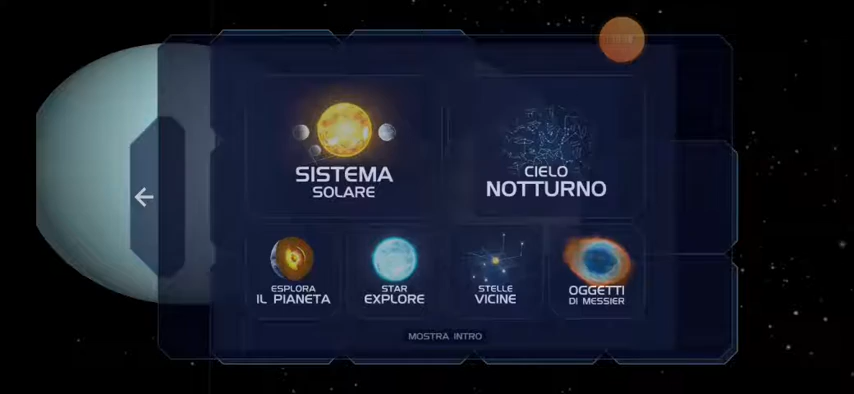 SISTEMA
SOLARE
CIELO
NOTTURNO
ESPLORA
IL PIANETA
STAR
EXPLORE
STELLE
VICINE
OGGETTI
DI MESSIER
MOSTRA INTRO